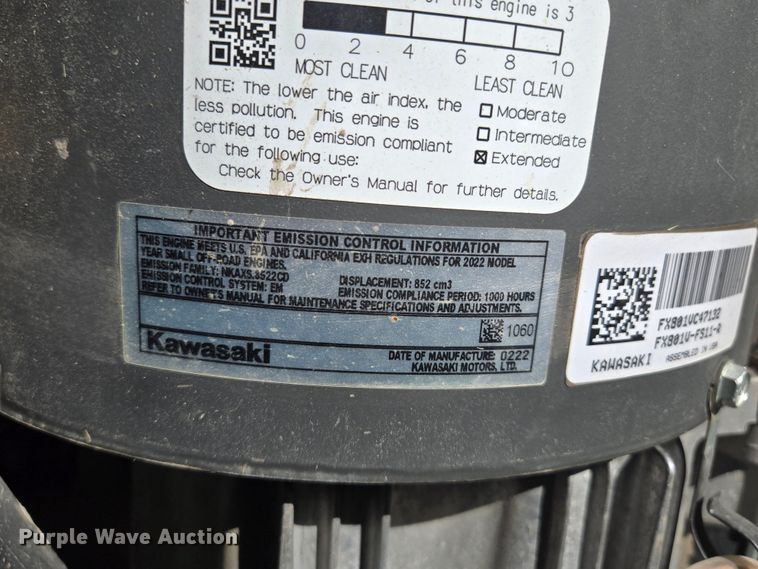 of this engine is 3
0 2 4 6 8 10
MOST CLEAN LEAST CLEAN
NOTE: The lower the air index, the
less pollution. This engine is
certified to be emission compliant
for the following use:
Moderate
Intermediate
Extended
Check the Owner's Manual for further details.
IMPORTANT EMISSION CONTROL INFORMATION
THIS ENGINE MEETS U.S. EPA AND CALIFORNIA EXH REGULATIONS FOR 2022 MODEL
YEAR SMALL OFF-ROAD ENGINES.
EMISSION FAMILY: NKAXS.8522CD DISPLACEMENT: 852 cm3
EMISSION CONTROL SYSTEM: EM EMISSION COMPLIANCE PERIOD: 1000 HOURS
REFER TO OWNER'S MANUAL FOR MAINTENANCE SPECIFICATIONS AND ADJUSTMENTS.
1060
Kawasaki
DATE OF MANUFACTURE: 0222
KAWASAKI MOTORS, LTD.
FX801VC47132
FX801V-FS11-R
KAWASAKI ASSEMBLED IN USA
Purple Wave Auction